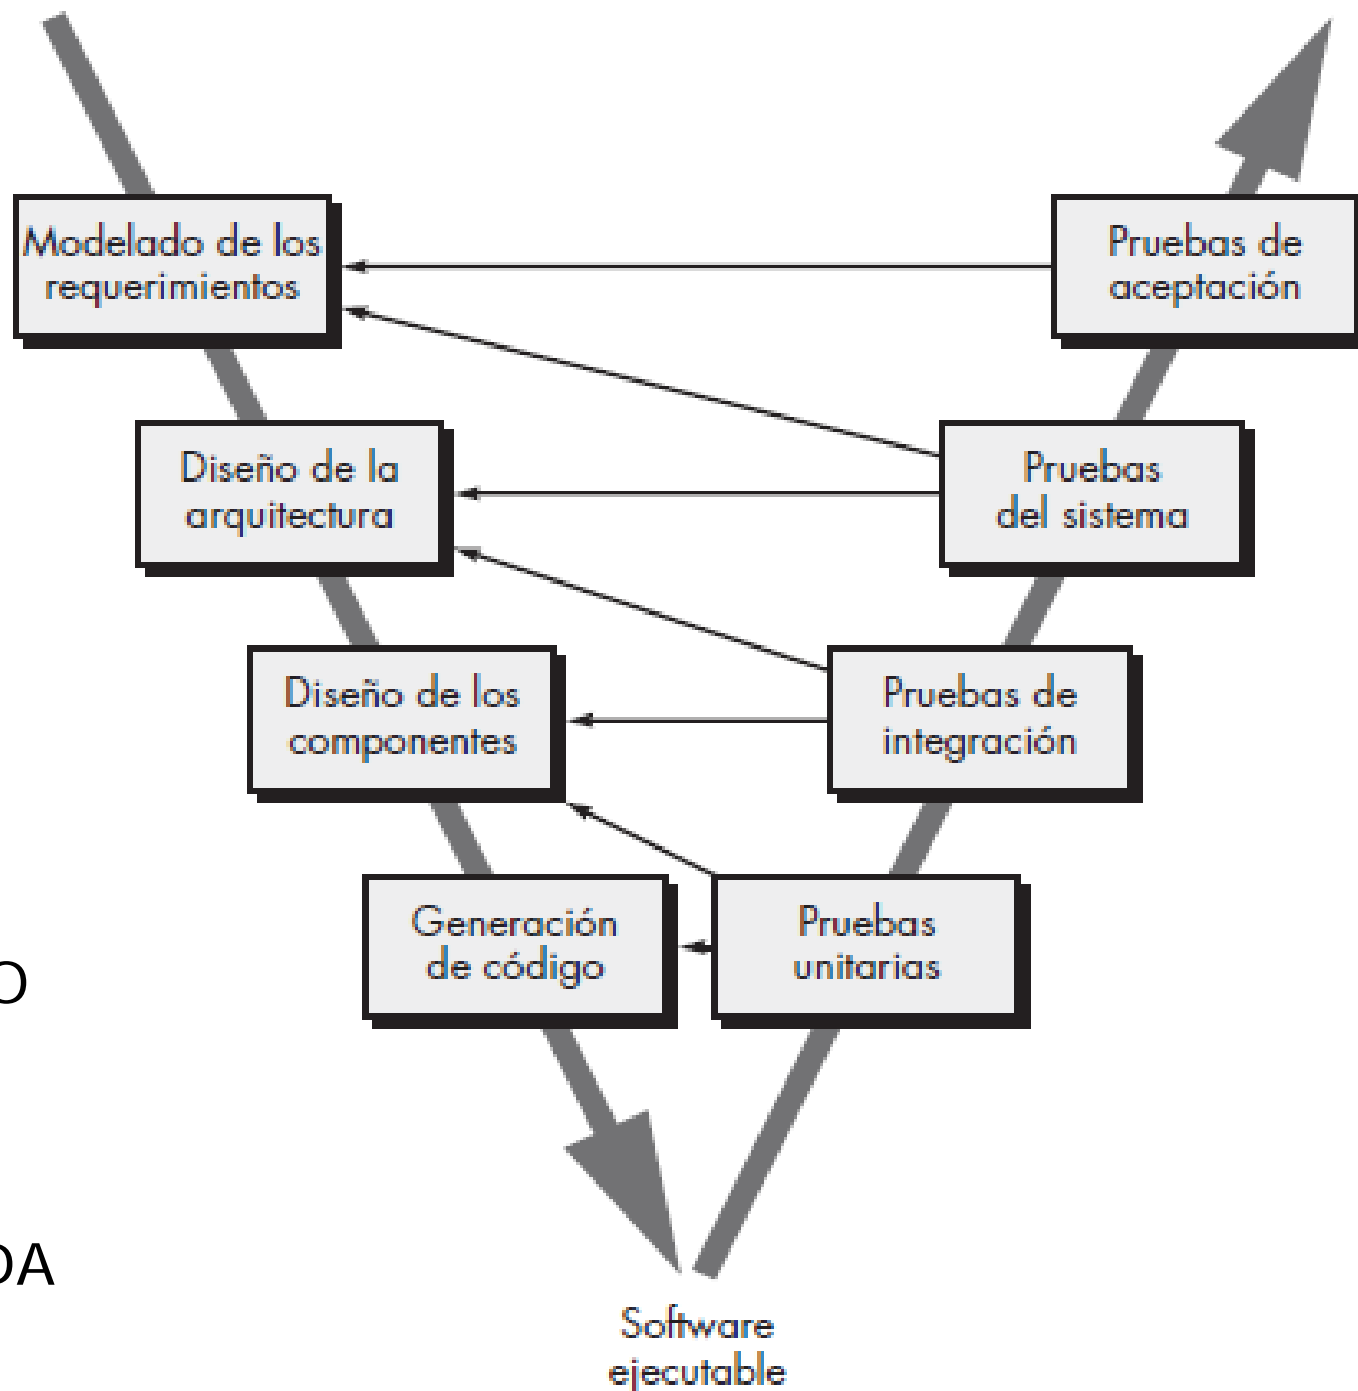 Modelado de los
requerimientos
Pruebas de
aceptación
Diseño de la
arquitectura
Pruebas
del sistema
Diseño de los
componentes
Pruebas de
integración
Generación
de código
Pruebas
unitarias
O
DA
Software
ejecutable